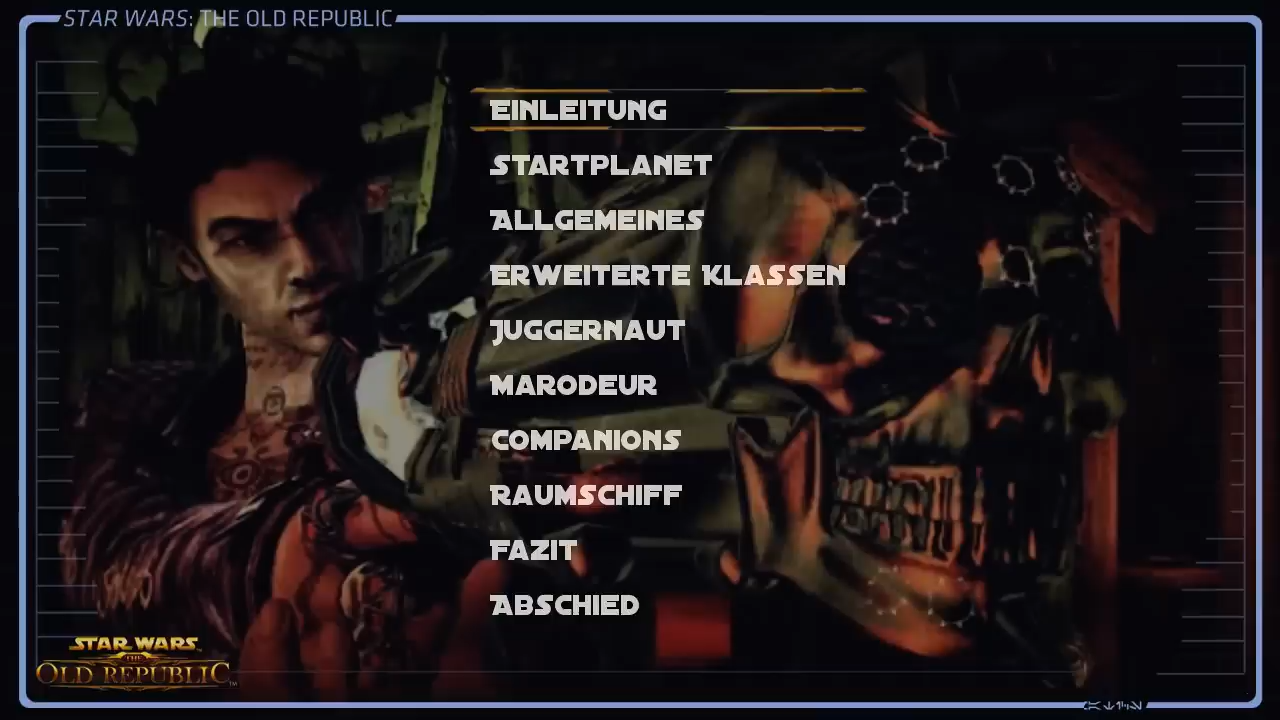 STAR WARS: THE OLD REPUBLIC
EINLEITUNG
STARTPLANET
ALLGEMEINES
ERWEITERTE KLASSEN
JUGGERNAUT
MARODEUR
COMPANIONS
RAUMSCHIFF
FAZIT
ABSCHIED
STAR WARS
THE
OLD REPUBLIC™